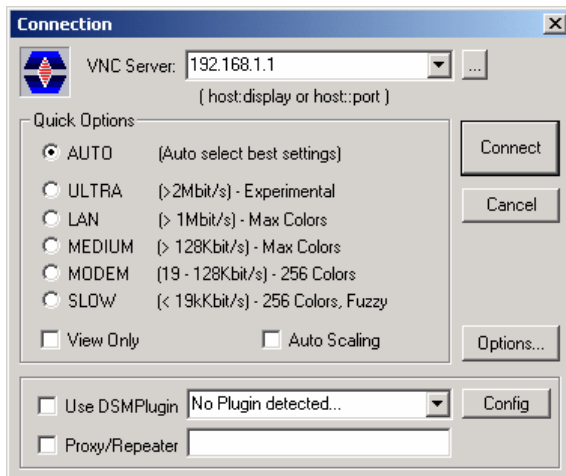 Connection
VNC Server: 192.168.1.1 ...
( host:display or host::port )
Quick Options
AUTO (Auto select best settings)
Connect
ULTRA (>2Mbit/s) - Experimental
Cancel
LAN (> 1Mbit/s) - Max Colors
MEDIUM (> 128Kbit/s) - Max Colors
MODEM (19 - 128Kbit/s) - 256 Colors
SLOW (< 19kKbit/s) - 256 Colors, Fuzzy
View Only Auto Scaling Options...
Use DSMPlugin No Plugin detected... Config
Proxy/Repeater